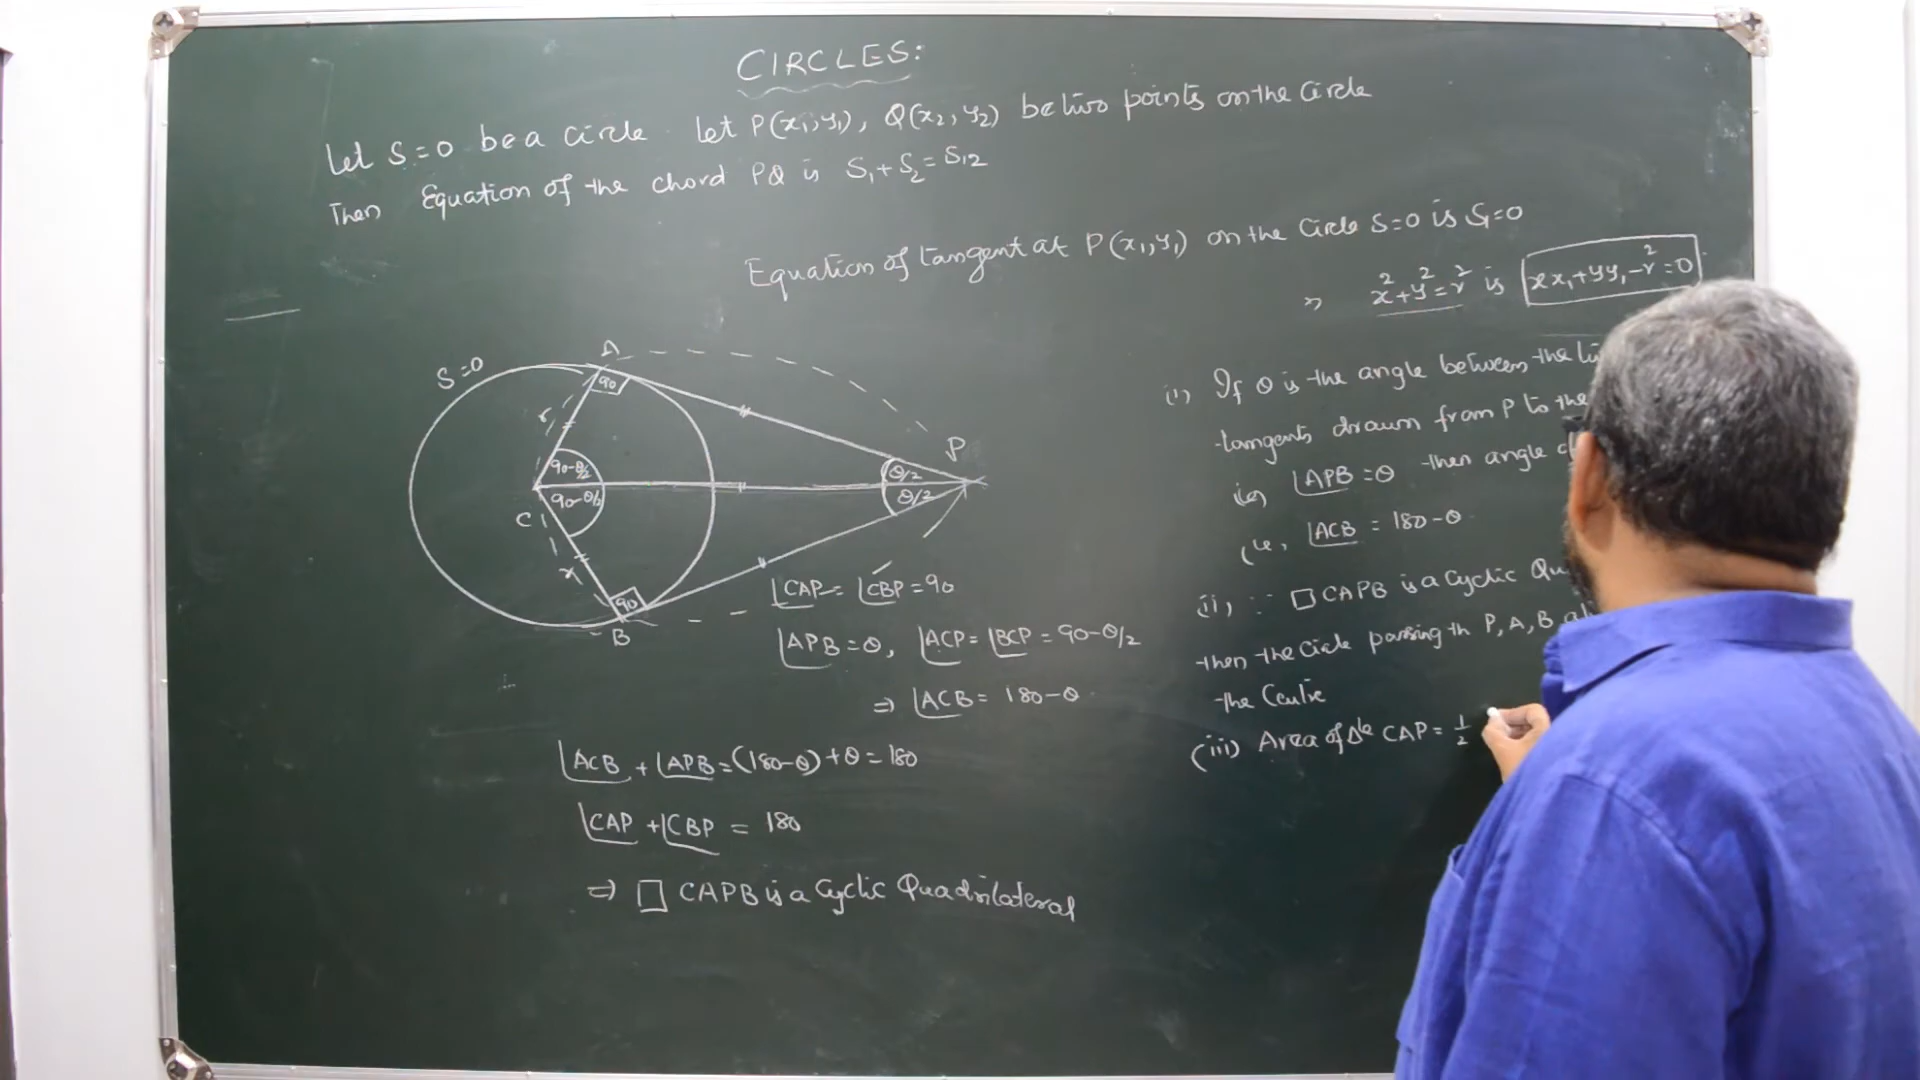 CIRCLES:
Let S=0 be a circle. Let P(x₁,y₁), Q(x₂,y₂) be two points on the circle
Then Equation of the chord PQ is S₁+S₂=S₁₂
Equation of tangent at P(x₁,y₁) on the Circle S=0 is S₁=0
" x²+y²=r² is xx₁+yy₁-r²=0
S=0
A
90
r
90-θ/2
90-θ/2
C
r
90
B
θ/2
θ/2
P
∠CAP = ∠CBP = 90
∠APB = θ, ∠ACP = ∠BCP = 90-θ/2
⇒ ∠ACB = 180-θ
∠ACB + ∠APB = (180-θ)+θ = 180
∠CAP + ∠CBP = 180
⇒ □ CAPB is a Cyclic Quadrilateral
(i) If θ is the angle between the
tangents drawn from P to the
(ie) ∠APB = θ then angle
(ie, ∠ACB = 180-θ
(ii) ∵ □ CAPB is a Cyclic
then the Circle passing th P, A, B,
the Centre
(iii) Area of Δle CAP = 1/2